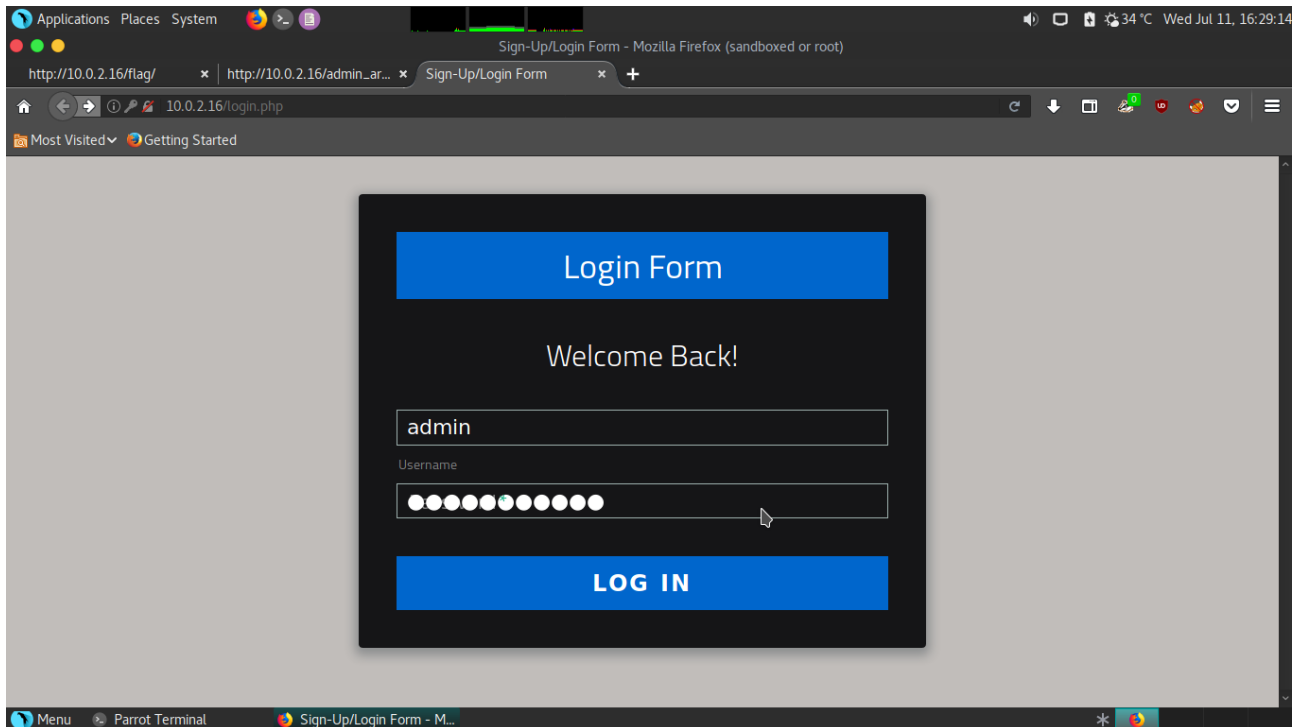 Applications Places System 34 °C Wed Jul 11, 16:29:14
Sign-Up/Login Form - Mozilla Firefox (sandboxed or root)
http://10.0.2.16/flag/ × http://10.0.2.16/admin_ar... × Sign-Up/Login Form × +
10.0.2.16/login.php 0 UD
Most Visited Getting Started
Login Form
Welcome Back!
admin
Username
LOG IN
Menu Parrot Terminal Sign-Up/Login Form - M...